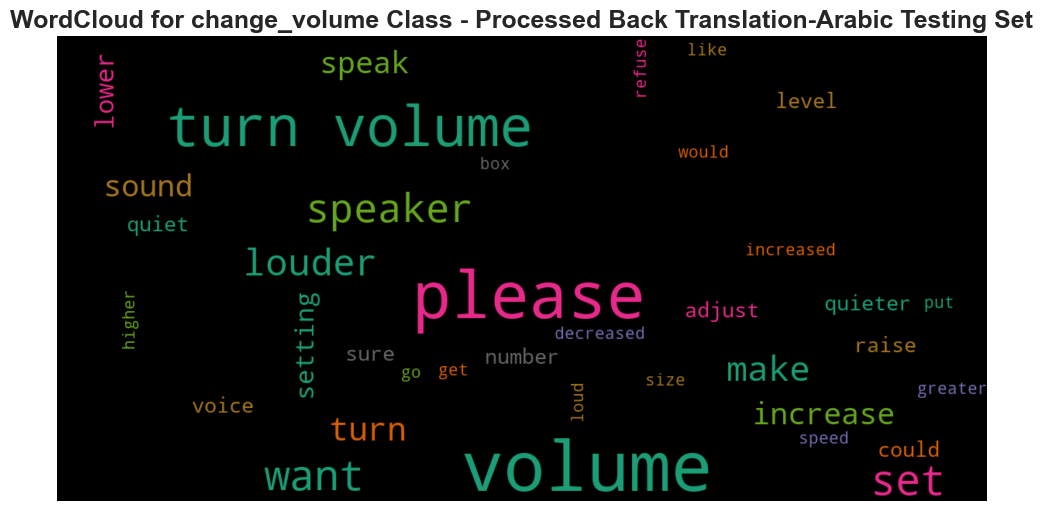 WordCloud for change_volume Class - Processed Back Translation-Arabic Testing Set
lower
speak
refuse
like
level
turn volume
would
box
sound
speaker
quiet
louder
increased
please
higher
setting
adjust
quieter
put
decreased
sure
number
raise
go
get
make
size
loud
greater
voice
turn
increase
speed
could
want
volume
set